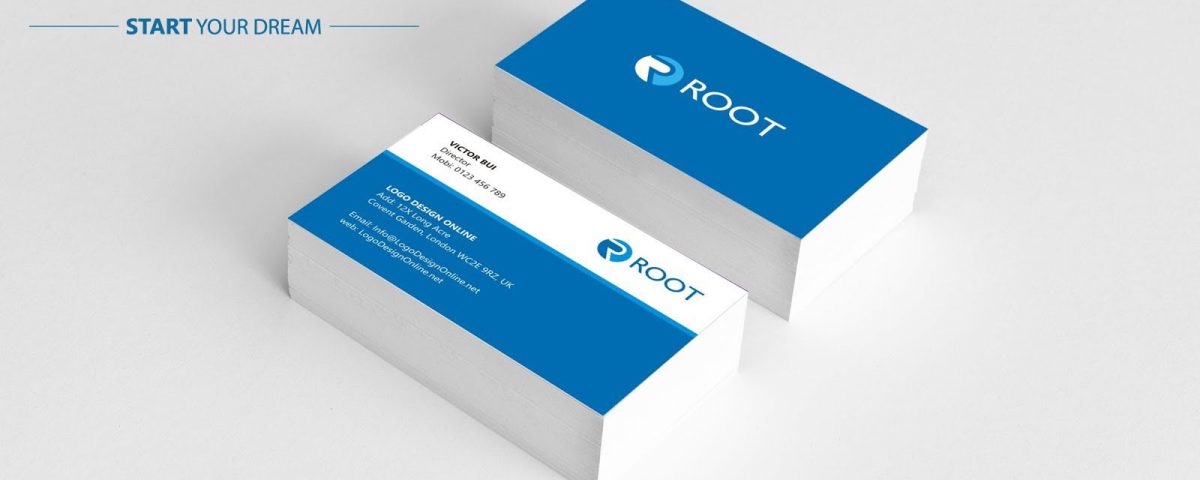 START YOUR DREAM
ROOT
VICTOR BUI
Director
Mobi: 0123 456 789
LOGO DESIGN ONLINE
Add: 12X Long Acre
Covent Garden, London WC2E 9RZ, UK
Email: Info@LogoDesignOnline.net
web: LogoDesignOnline.net
ROOT